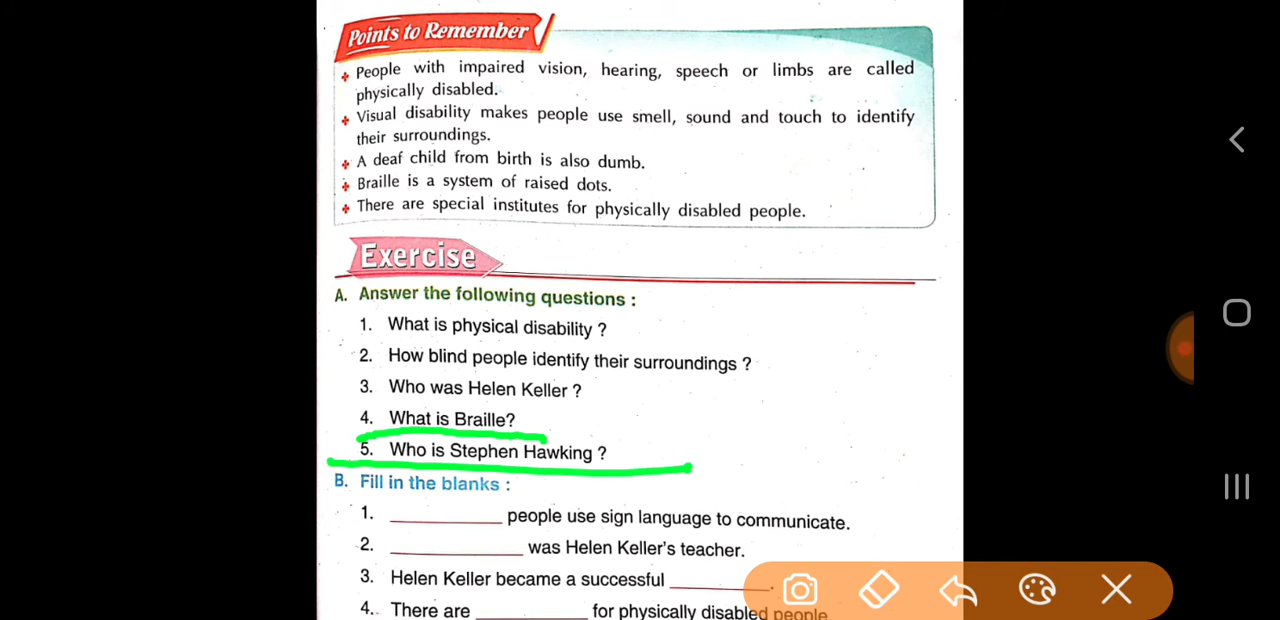 Points to Remember
People with impaired vision, hearing, speech or limbs are called
physically disabled.
Visual disability makes people use smell, sound and touch to identify
their surroundings.
A deaf child from birth is also dumb.
Braille is a system of raised dots.
There are special institutes for physically disabled people.
Exercise
A. Answer the following questions :
1. What is physical disability ?
2. How blind people identify their surroundings ?
3. Who was Helen Keller ?
4. What is Braille?
5. Who is Stephen Hawking ?
B. Fill in the blanks :
1. __________ people use sign language to communicate.
2. __________ was Helen Keller's teacher.
3. Helen Keller became a successful __________.
4. There are __________ for physically disabled people